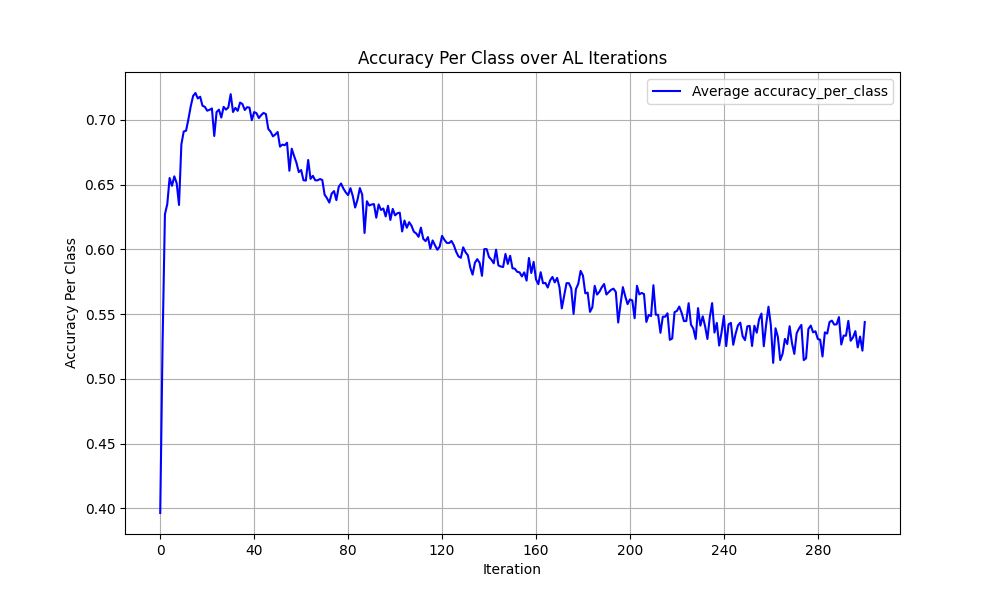 Accuracy Per Class over AL Iterations
Average accuracy_per_class
Accuracy Per Class
0.70
0.65
0.60
0.55
0.50
0.45
0.40
0 40 80 120 160 200 240 280
Iteration